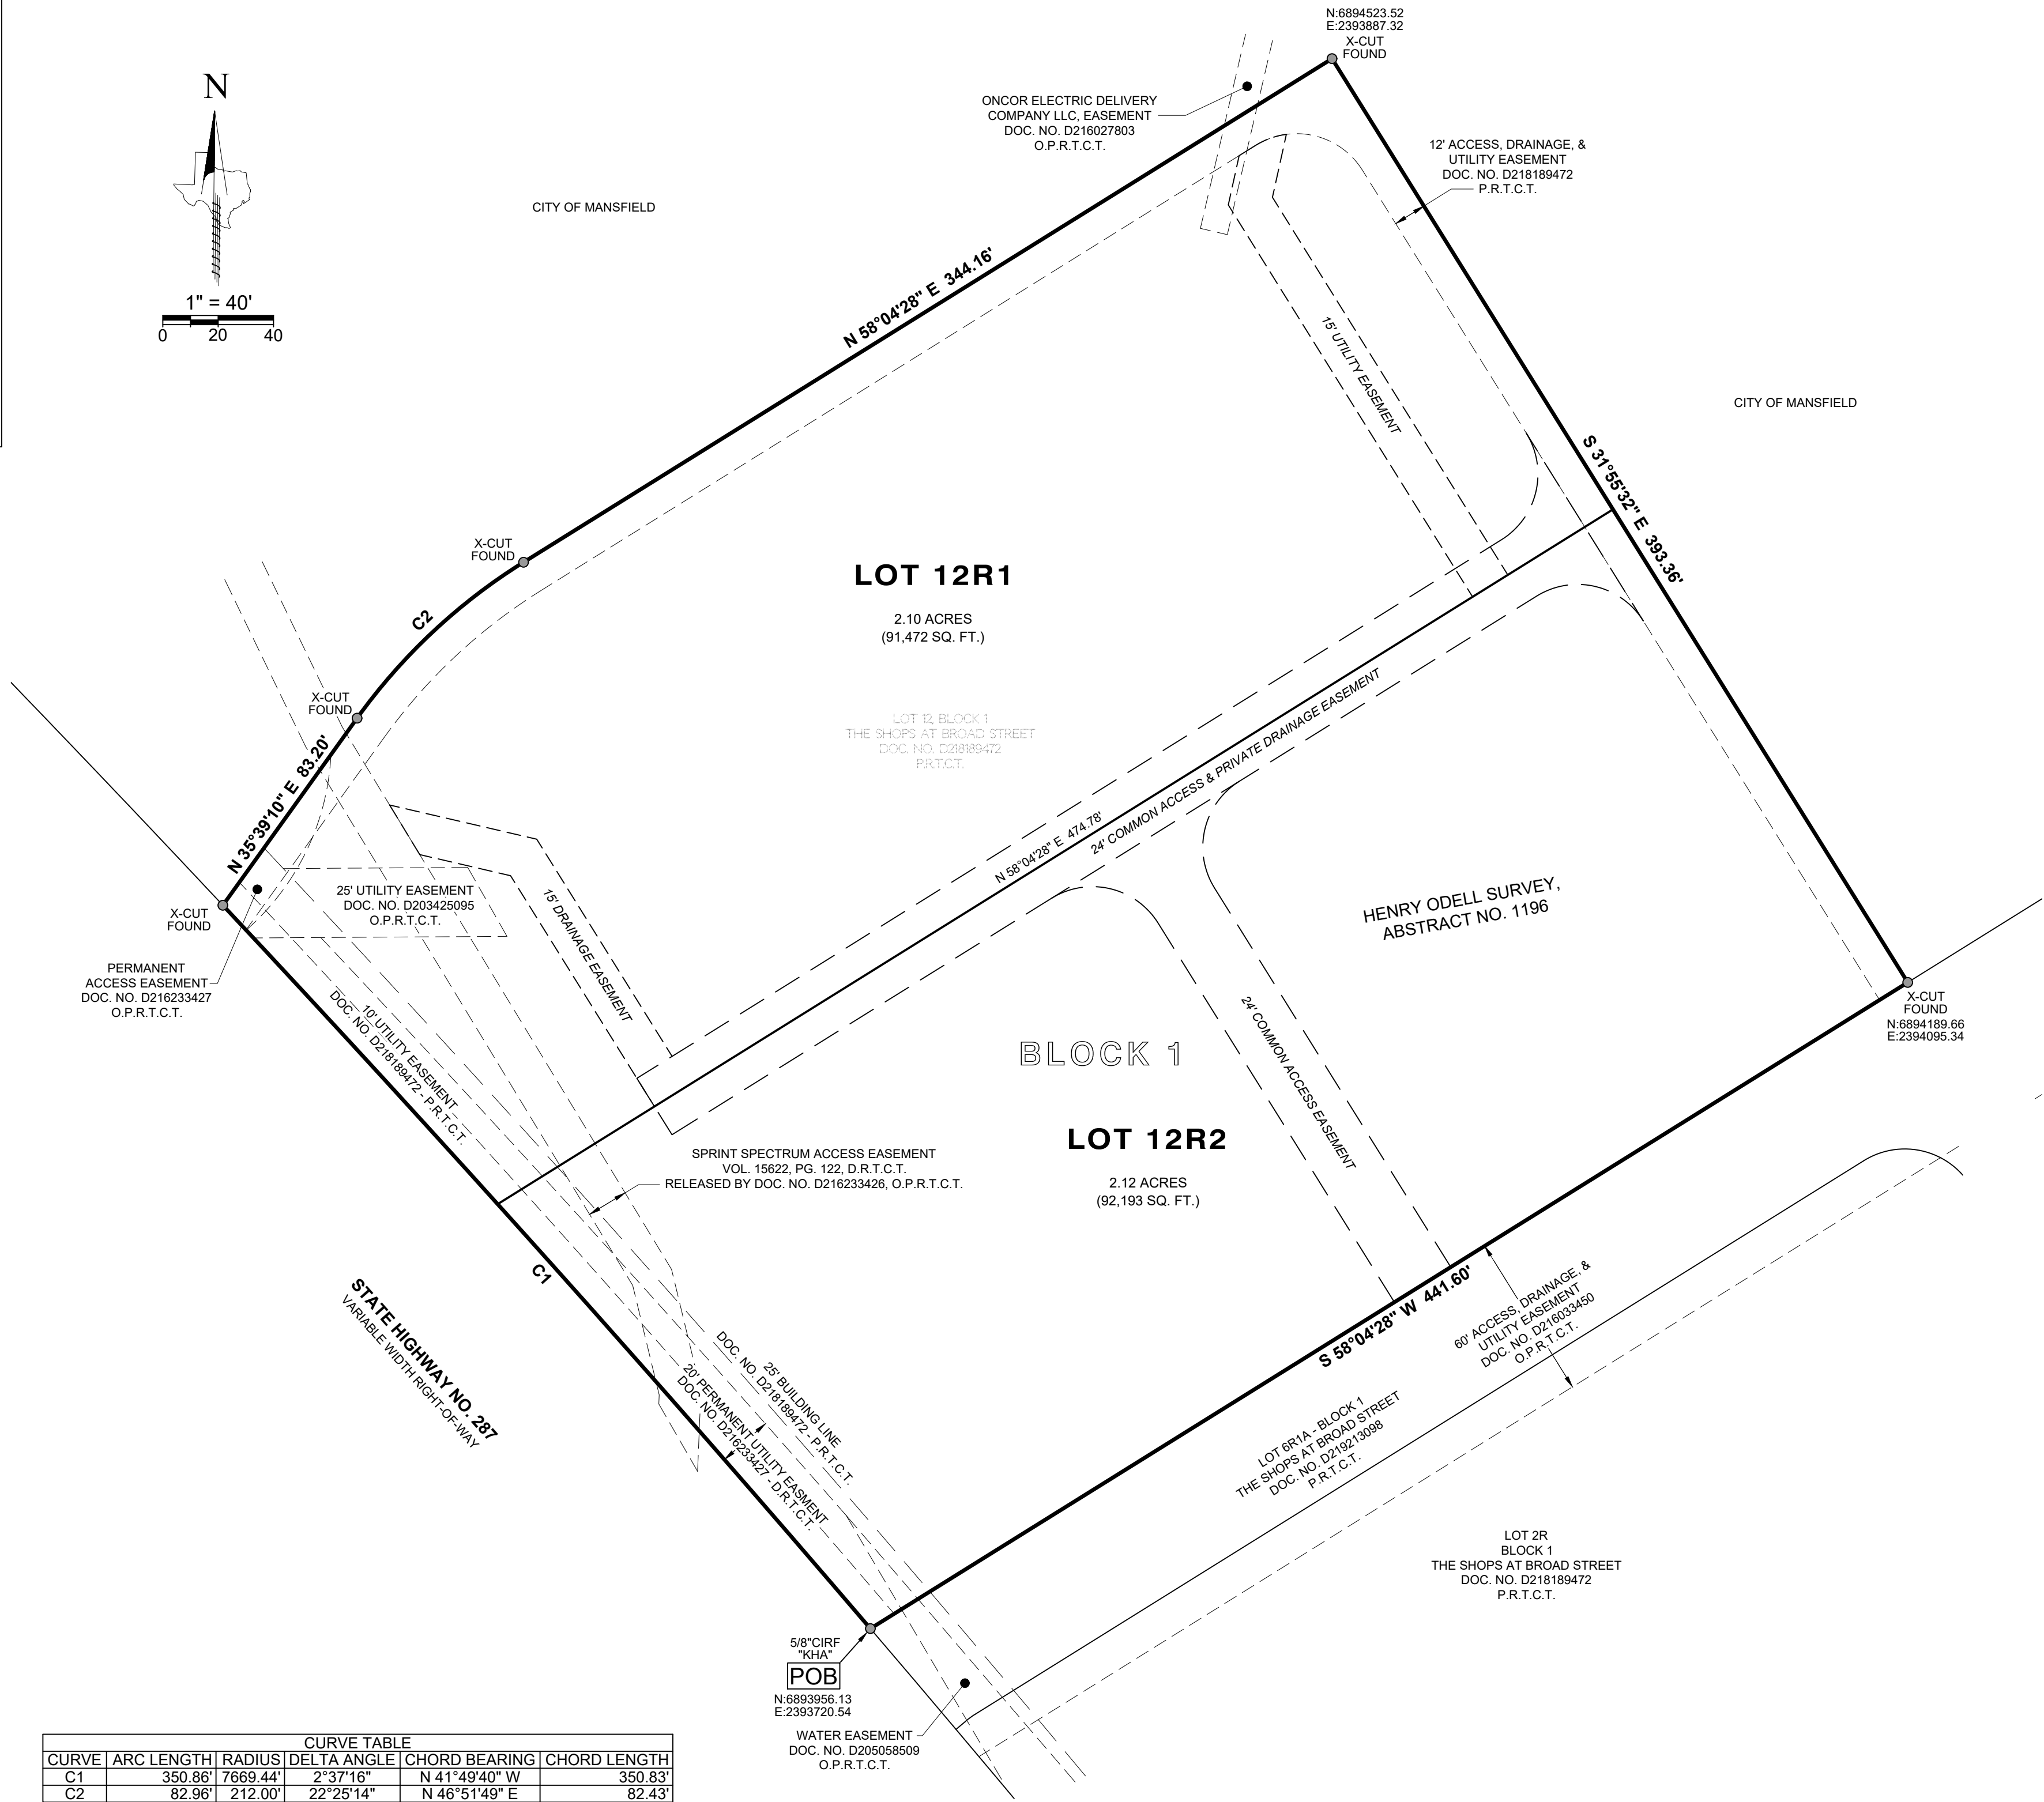 N:6894523.52
E:2393887.32
X-CUT
FOUND
N
1" = 40'
0 20 40
ONCOR ELECTRIC DELIVERY
COMPANY LLC, EASEMENT
DOC. NO. D216027803
O.P.R.T.C.T.
12' ACCESS, DRAINAGE, &
UTILITY EASEMENT
DOC. NO. D218189472
P.R.T.C.T.
CITY OF MANSFIELD
N 58°04'28" E 344.16'
15' UTILITY EASEMENT
CITY OF MANSFIELD
S 31°55'32" E 393.36'
X-CUT
FOUND
LOT 12R1
2.10 ACRES
(91,472 SQ. FT.)
C2
X-CUT
FOUND
LOT 12, BLOCK 1
THE SHOPS AT BROAD STREET
DOC. NO. D218189472
P.R.T.C.T.
N 35°39'10" E 83.20'
N 58°04'28" E 474.78'
24' COMMON ACCESS & PRIVATE DRAINAGE EASEMENT
25' UTILITY EASEMENT
DOC. NO. D203425095
O.P.R.T.C.T.
X-CUT
FOUND
15' DRAINAGE EASEMENT
HENRY ODELL SURVEY,
ABSTRACT NO. 1196
PERMANENT
ACCESS EASEMENT
DOC. NO. D216233427
O.P.R.T.C.T.
10' UTILITY EASEMENT
DOC. NO. D218189472 - P.R.T.C.T.
X-CUT
FOUND
N:6894189.66
E:2394095.34
BLOCK 1
24' COMMON ACCESS EASEMENT
LOT 12R2
2.12 ACRES
(92,193 SQ. FT.)
SPRINT SPECTRUM ACCESS EASEMENT
VOL. 15622, PG. 122, D.R.T.C.T.
RELEASED BY DOC. NO. D216233426, O.P.R.T.C.T.
C1
STATE HIGHWAY NO. 287
VARIABLE WIDTH RIGHT-OF-WAY
25' BUILDING LINE
DOC. NO. D218189472 - P.R.T.C.T.
20' PERMANENT UTILITY EASMENT
DOC. NO. D216233427 - D.R.T.C.T.
S 58°04'28" W 441.60'
60' ACCESS, DRAINAGE, &
UTILITY EASEMENT
DOC. NO. D216033450
O.P.R.T.C.T.
LOT 6R1A - BLOCK 1
THE SHOPS AT BROAD STREET
DOC. NO. D219213098
P.R.T.C.T.
LOT 2R
BLOCK 1
THE SHOPS AT BROAD STREET
DOC. NO. D218189472
P.R.T.C.T.
5/8"CIRF
"KHA"
POB
N:6893956.13
E:2393720.54
WATER EASEMENT
DOC. NO. D205058509
O.P.R.T.C.T.
CURVE TABLE
CURVE ARC LENGTH RADIUS DELTA ANGLE CHORD BEARING CHORD LENGTH
C1 350.86' 7669.44' 2°37'16" N 41°49'40" W 350.83'
C2 82.96' 212.00' 22°25'14" N 46°51'49" E 82.43'